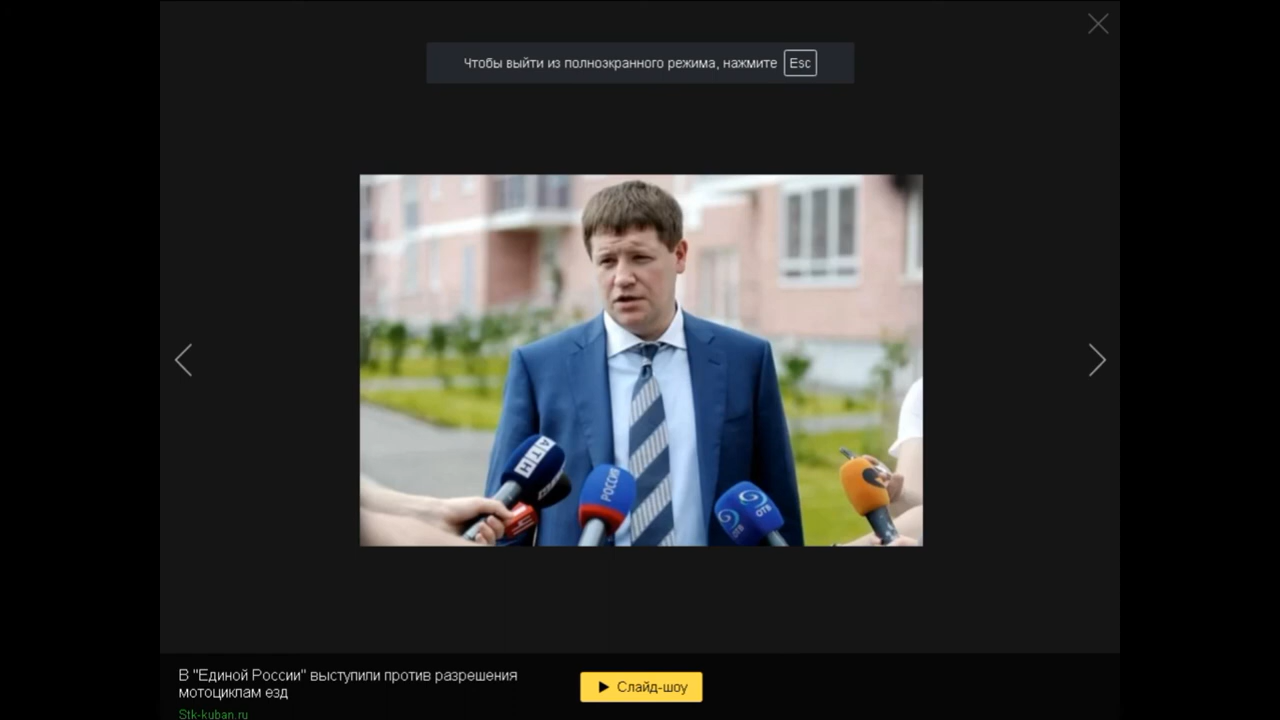 Чтобы выйти из полноэкранного режима, нажмите Esc
АТН
РОССИЯ
ОТВ
ОТВ
В "Единой России" выступили против разрешения
мотоциклам езд
Stk-kuban.ru
Слайд-шоу